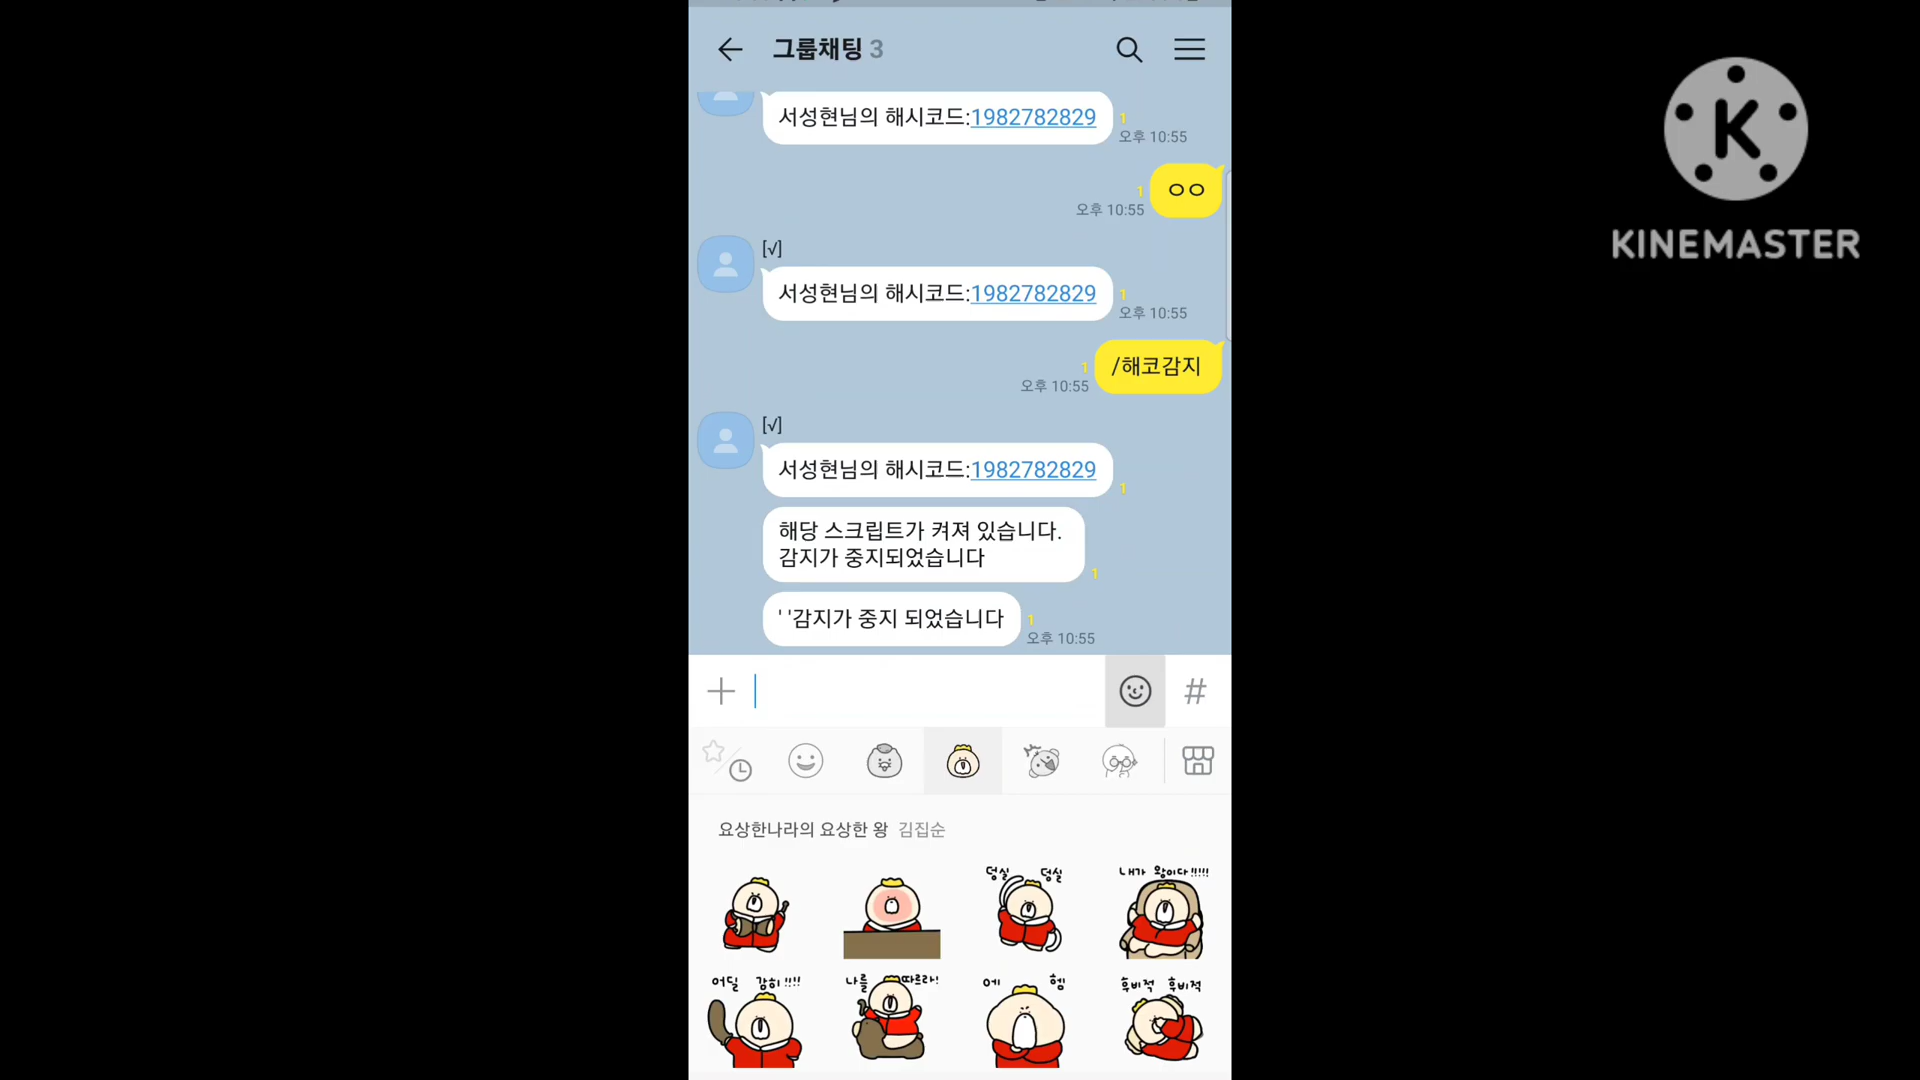 그룹채팅 3
서성현님의 해시코드:1982782829
1
오후 10:55
ㅇㅇ
1
오후 10:55
[√]
서성현님의 해시코드:1982782829
1
오후 10:55
/해코감지
1
오후 10:55
[√]
서성현님의 해시코드:1982782829
1
해당 스크립트가 켜져 있습니다.
감지가 중지되었습니다
1
' '감지가 중지 되었습니다
1
오후 10:55
#
요상한나라의 요상한 왕 김집순
덩실 덩실
내가 왕이다!!!!!
어딜 감히!!!!
나를 따르라!
에 헴
후비적 후비적
K
KINEMASTER